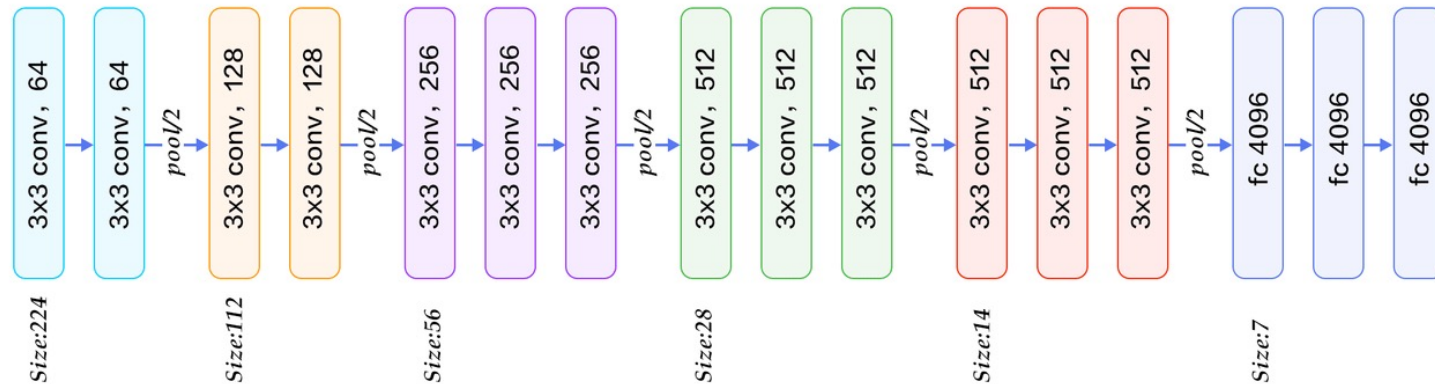 3x3 conv, 64
3x3 conv, 64
pool/2
3x3 conv, 128
3x3 conv, 128
pool/2
3x3 conv, 256
3x3 conv, 256
3x3 conv, 256
pool/2
3x3 conv, 512
3x3 conv, 512
3x3 conv, 512
pool/2
3x3 conv, 512
3x3 conv, 512
3x3 conv, 512
pool/2
fc 4096
fc 4096
fc 4096
Size:224
Size:112
Size:56
Size:28
Size:14
Size:7